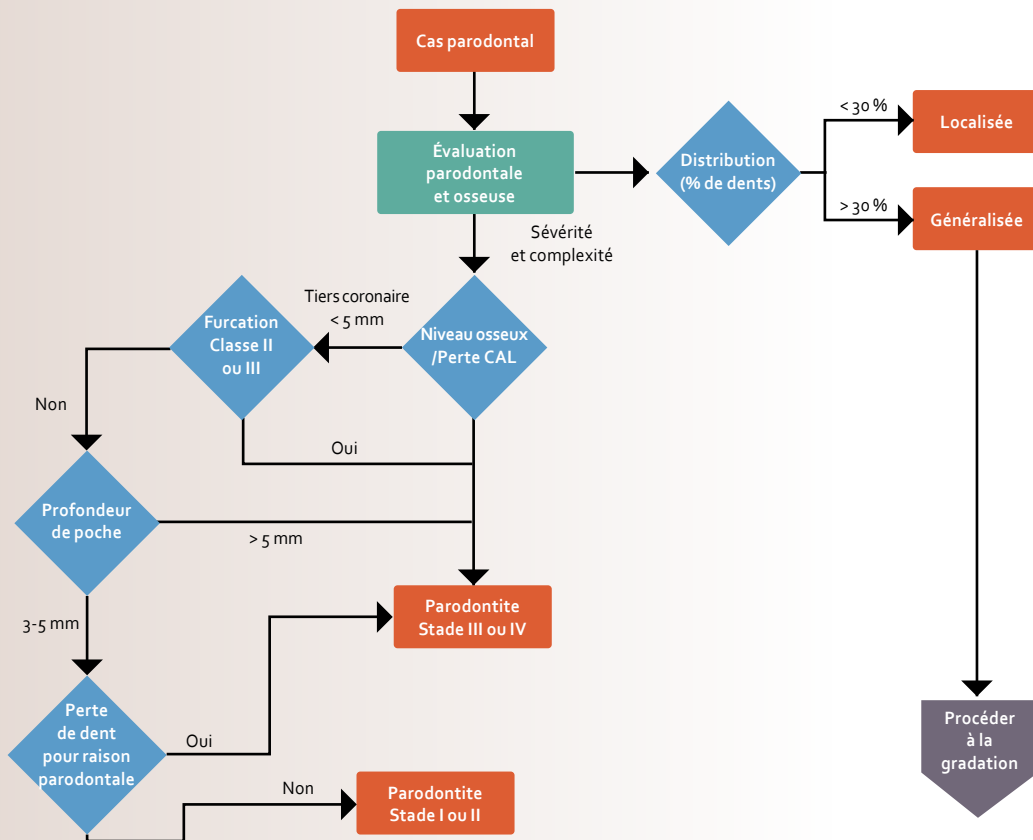 Cas parodontal
Évaluation
parodontale
et osseuse
Distribution
(% de dents)
< 30 %
Localisée
> 30 %
Généralisée
Sévérité
et complexité
Niveau osseux
/Perte CAL
Tiers coronaire
< 5 mm
Furcation
Classe II
ou III
Non
Oui
Profondeur
de poche
> 5 mm
3-5 mm
Parodontite
Stade III ou IV
Perte
de dent
pour raison
parodontale
Oui
Non
Parodontite
Stade I ou II
Procéder
à la
gradation